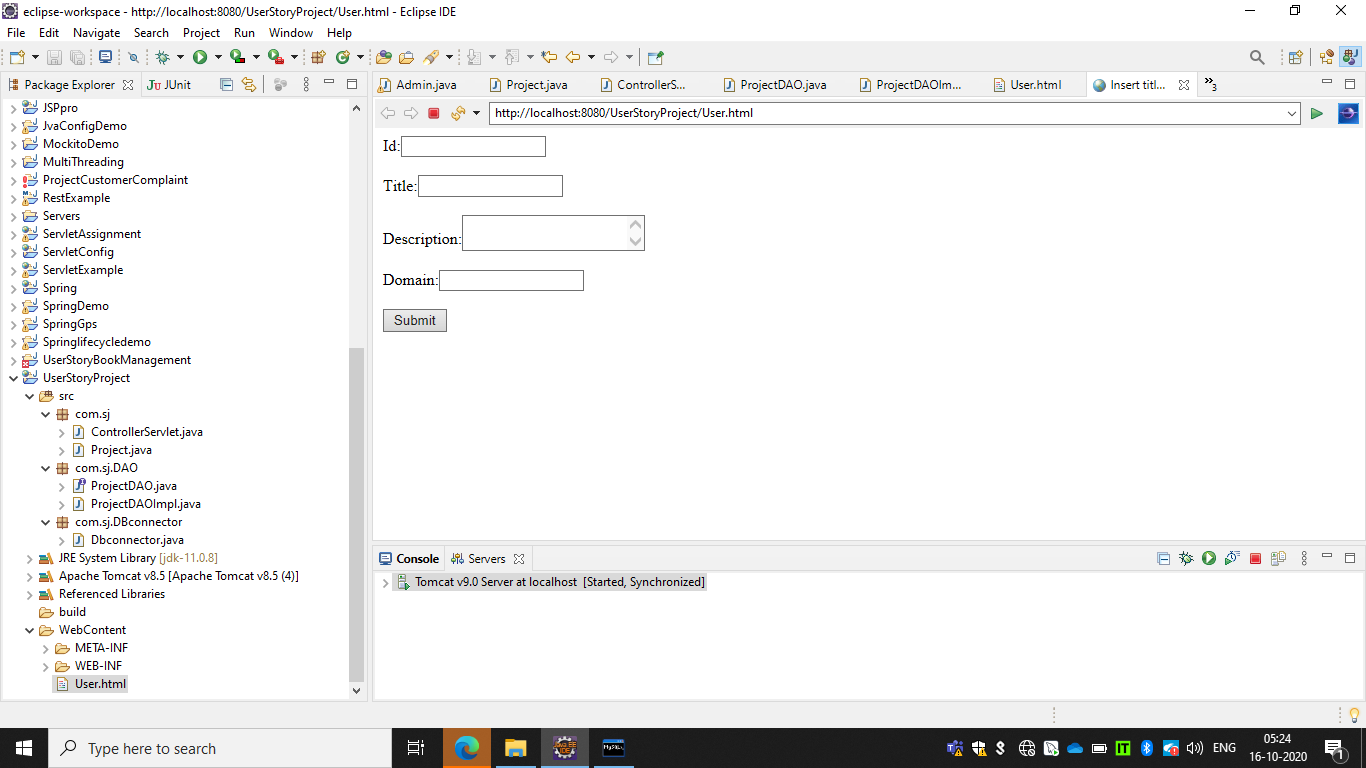 eclipse-workspace - http://localhost:8080/UserStoryProject/User.html - Eclipse IDE
File Edit Navigate Search Project Run Window Help
Package Explorer JUnit
Admin.java Project.java ControllerS... ProjectDAO.java ProjectDAOIm... User.html Insert titl... »3
http://localhost:8080/UserStoryProject/User.html
JSPpro
JvaConfigDemo
MockitoDemo
MultiThreading
ProjectCustomerComplaint
RestExample
Servers
ServletAssignment
ServletConfig
ServletExample
Spring
SpringDemo
SpringGps
Springlifecycledemo
UserStoryBookManagement
UserStoryProject
src
com.sj
ControllerServlet.java
Project.java
com.sj.DAO
ProjectDAO.java
ProjectDAOImpl.java
com.sj.DBconnector
Dbconnector.java
JRE System Library [jdk-11.0.8]
Apache Tomcat v8.5 [Apache Tomcat v8.5 (4)]
Referenced Libraries
build
WebContent
META-INF
WEB-INF
User.html
Id:
Title:
Description:
Domain:
Submit
Console Servers
Tomcat v9.0 Server at localhost [Started, Synchronized]
Type here to search
ENG
05:24
16-10-2020
1